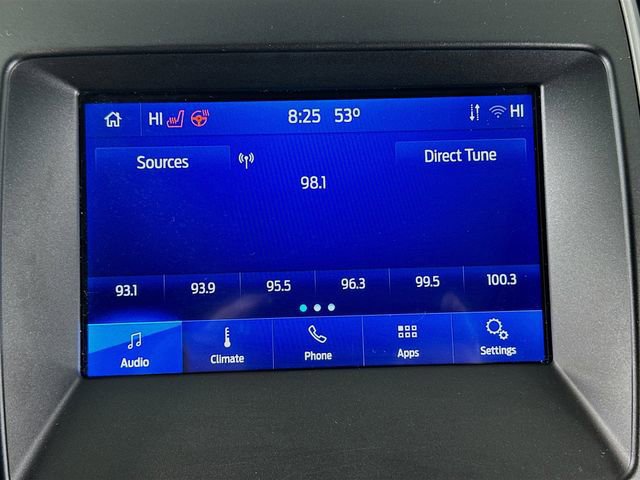 HI 8:25 53° HI
Sources Direct Tune
98.1
93.1 93.9 95.5 96.3 99.5 100.3
Audio Climate Phone Apps Settings